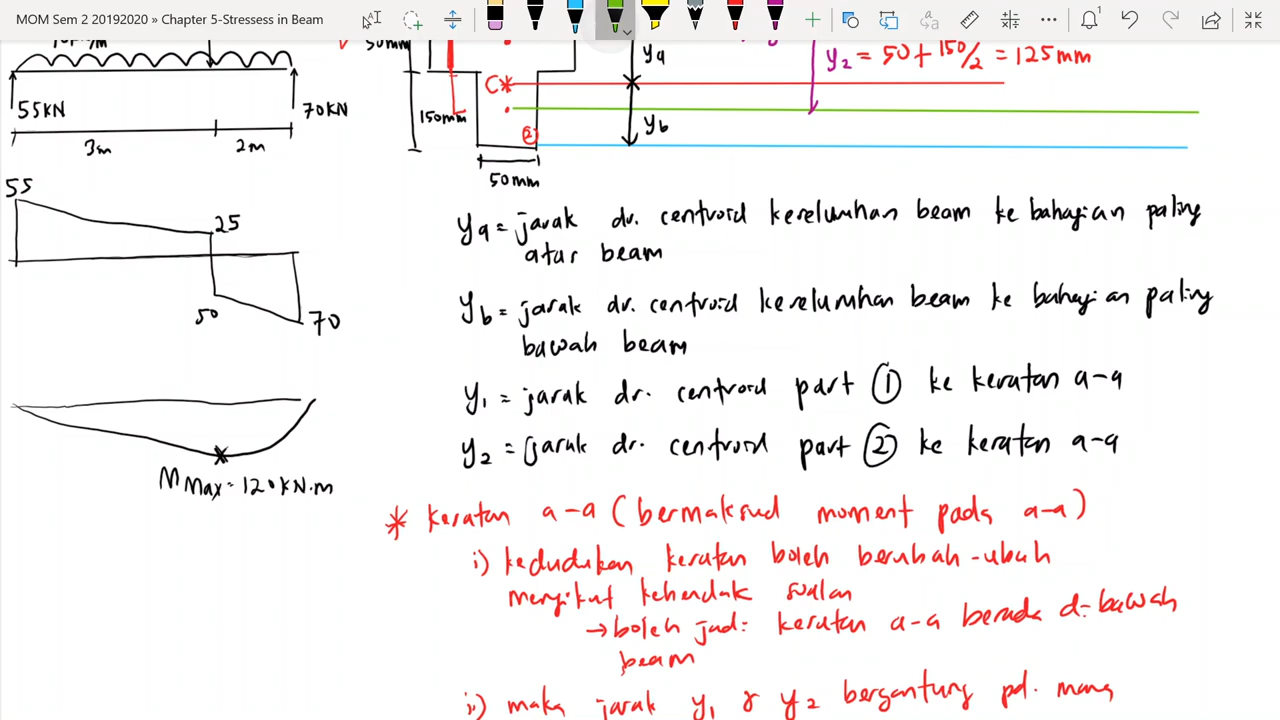 MOM Sem 2 20192020 » Chapter 5-Stressess in Beam
50mm
ya
y2 = 50 + 150/2 = 125mm
C
55KN
70KN
150mm
yb
2
3m
2m
50mm
55
25
50
70
Mmax = 120KN.m
ya = jarak dr. centroid keseluruhan beam ke bahagian paling
atas beam
yb = jarak dr. centroid keseluruhan beam ke bahagian paling
bawah beam
y1 = jarak dr. centroid part 1 ke keratan a-a
y2 = jarak dr. centroid part 2 ke keratan a-a
* keratan a-a (bermaksud moment pada a-a)
i) kedudukan keratan boleh berubah-ubah
mengikut kehendak soalan
→ boleh jadi keratan a-a berada di bawah
beam
ii) maka jarak y1 & y2 bergantung pd. mana